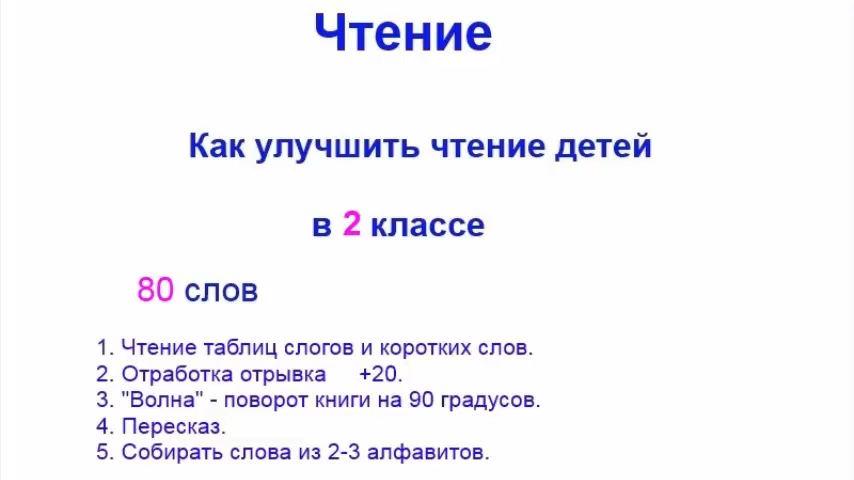 Чтение
Как улучшить чтение детей
в 2 классе
80 слов
1. Чтение таблиц слогов и коротких слов.
2. Отработка отрывка +20.
3. "Волна" - поворот книги на 90 градусов.
4. Пересказ.
5. Собирать слова из 2-3 алфавитов.